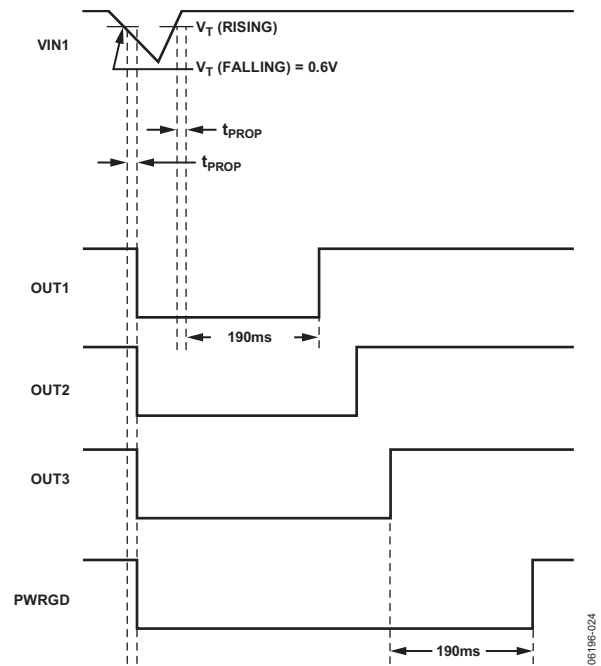 VIN1
VT (RISING)
VT (FALLING) = 0.6V
tPROP
tPROP
OUT1
190ms
OUT2
OUT3
PWRGD
190ms
06196-024